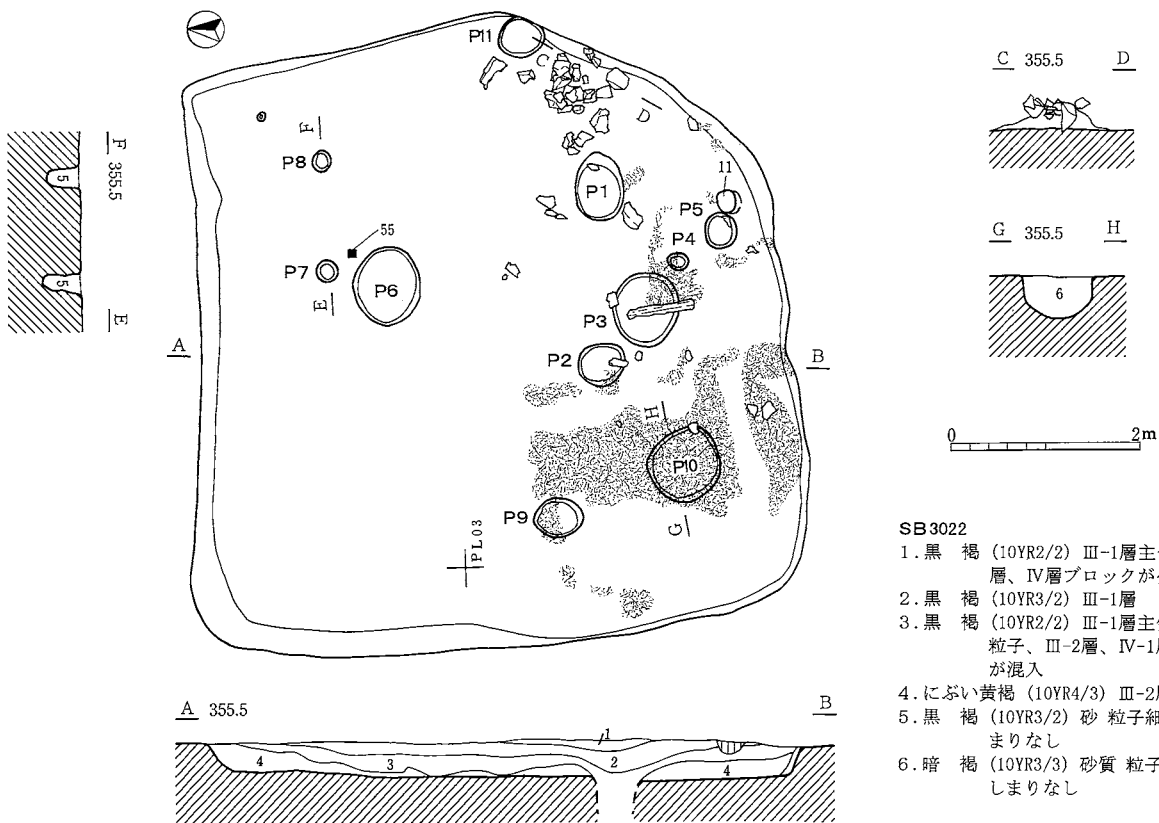 P11
C
D
F
P8
P1
11
P5
55
P4
P7
P6
E
P3
P2
A
B
H
P10
P9
G
PL03
F 355.5
5
5
E
C 355.5 D
G 355.5 H
6
0 2m
A 355.5 B
1
4
3
2
4
SB3022
1.黒 褐 (10YR2/2) Ⅲ-1層主
層、Ⅳ層ブロックが
2.黒 褐 (10YR3/2) Ⅲ-1層
3.黒 褐 (10YR2/2) Ⅲ-1層主
粒子、Ⅲ-2層、Ⅳ-1
が混入
4.にぶい黄褐 (10YR4/3) Ⅲ-2
5.黒 褐 (10YR3/2) 砂 粒子細
まりなし
6.暗 褐 (10YR3/3) 砂質 粒子
しまりなし